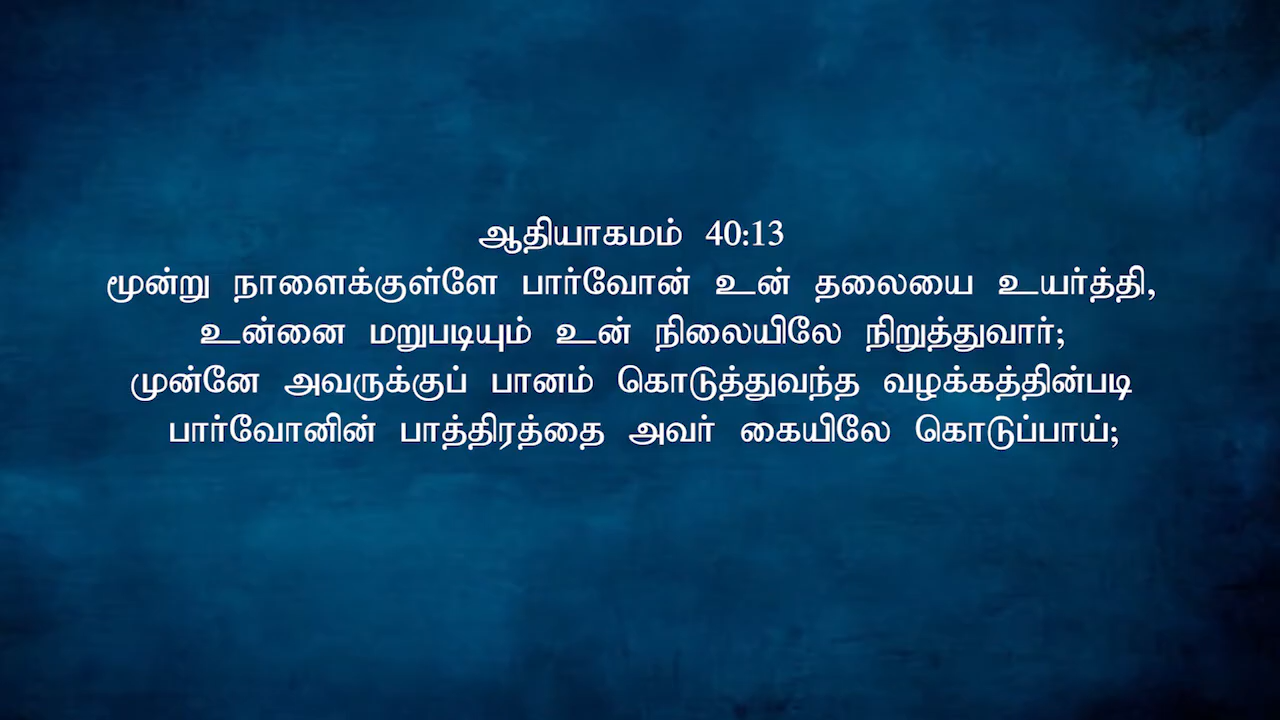 ஆதியாகமம் 40:13
மூன்று நாளைக்குள்ளே பார்வோன் உன் தலையை உயர்த்தி,
உன்னை மறுபடியும் உன் நிலையிலே நிறுத்துவார்;
முன்னே அவருக்குப் பானம் கொடுத்துவந்த வழக்கத்தின்படி
பார்வோனின் பாத்திரத்தை அவர் கையிலே கொடுப்பாய்;